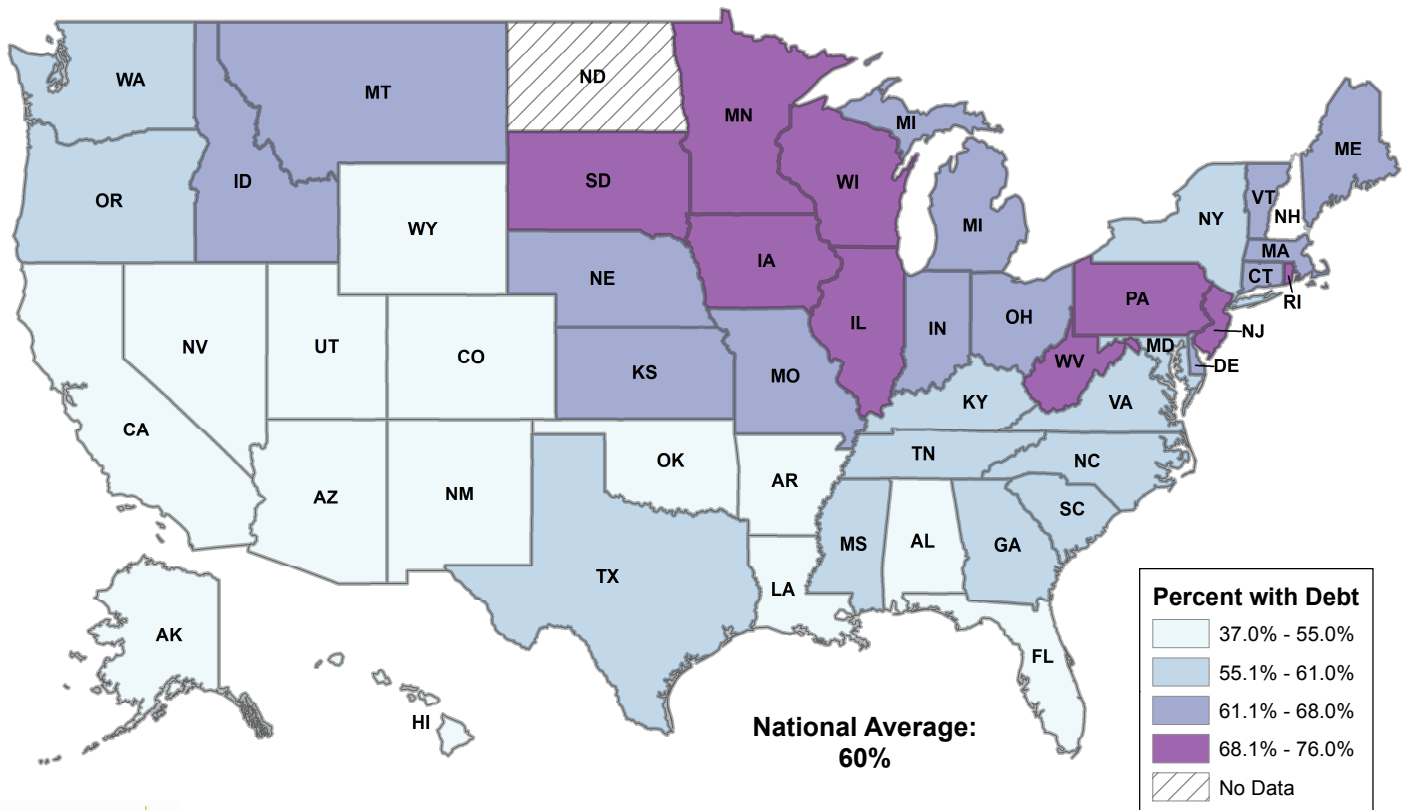 WA
MT
ND
MN
MI
ME
OR
ID
SD
WI
VT
NH
NY
WY
MI
MA
CT
RI
NE
IA
PA
NV
UT
CO
IL
IN
OH
NJ
KS
MO
WV
MD
DE
CA
KY
VA
OK
TN
NC
AZ
NM
AR
SC
TX
MS
AL
GA
LA
AK
FL
HI
National Average:
60%
Percent with Debt
37.0% - 55.0%
55.1% - 61.0%
61.1% - 68.0%
68.1% - 76.0%
No Data